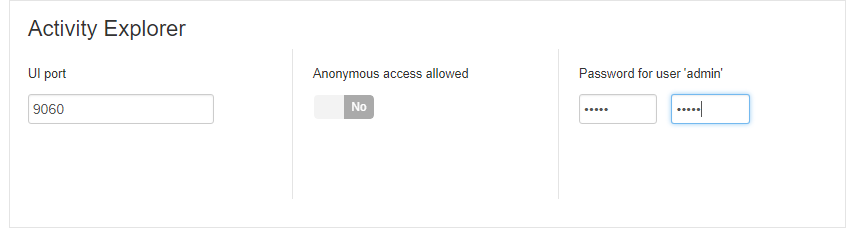 Activity Explorer
UI port
Anonymous access allowed
Password for user 'admin'
9060
No
•••••
•••••